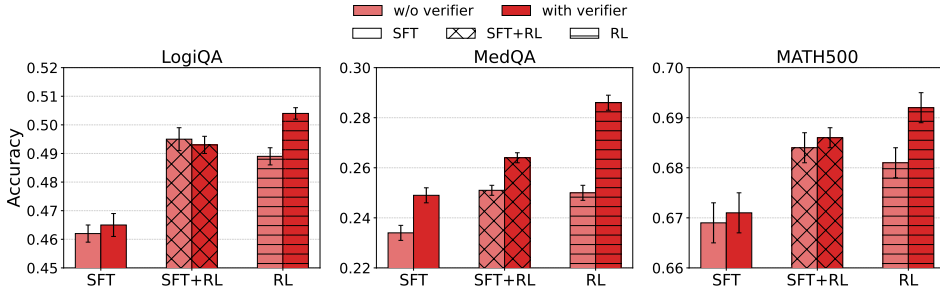 w/o verifier with verifier
SFT SFT+RL RL
LogiQA MedQA MATH500
Accuracy
0.52
0.51
0.50
0.49
0.48
0.47
0.46
0.45
SFT SFT+RL RL
0.30
0.28
0.26
0.24
0.22
SFT SFT+RL RL
0.70
0.69
0.68
0.67
0.66
SFT SFT+RL RL